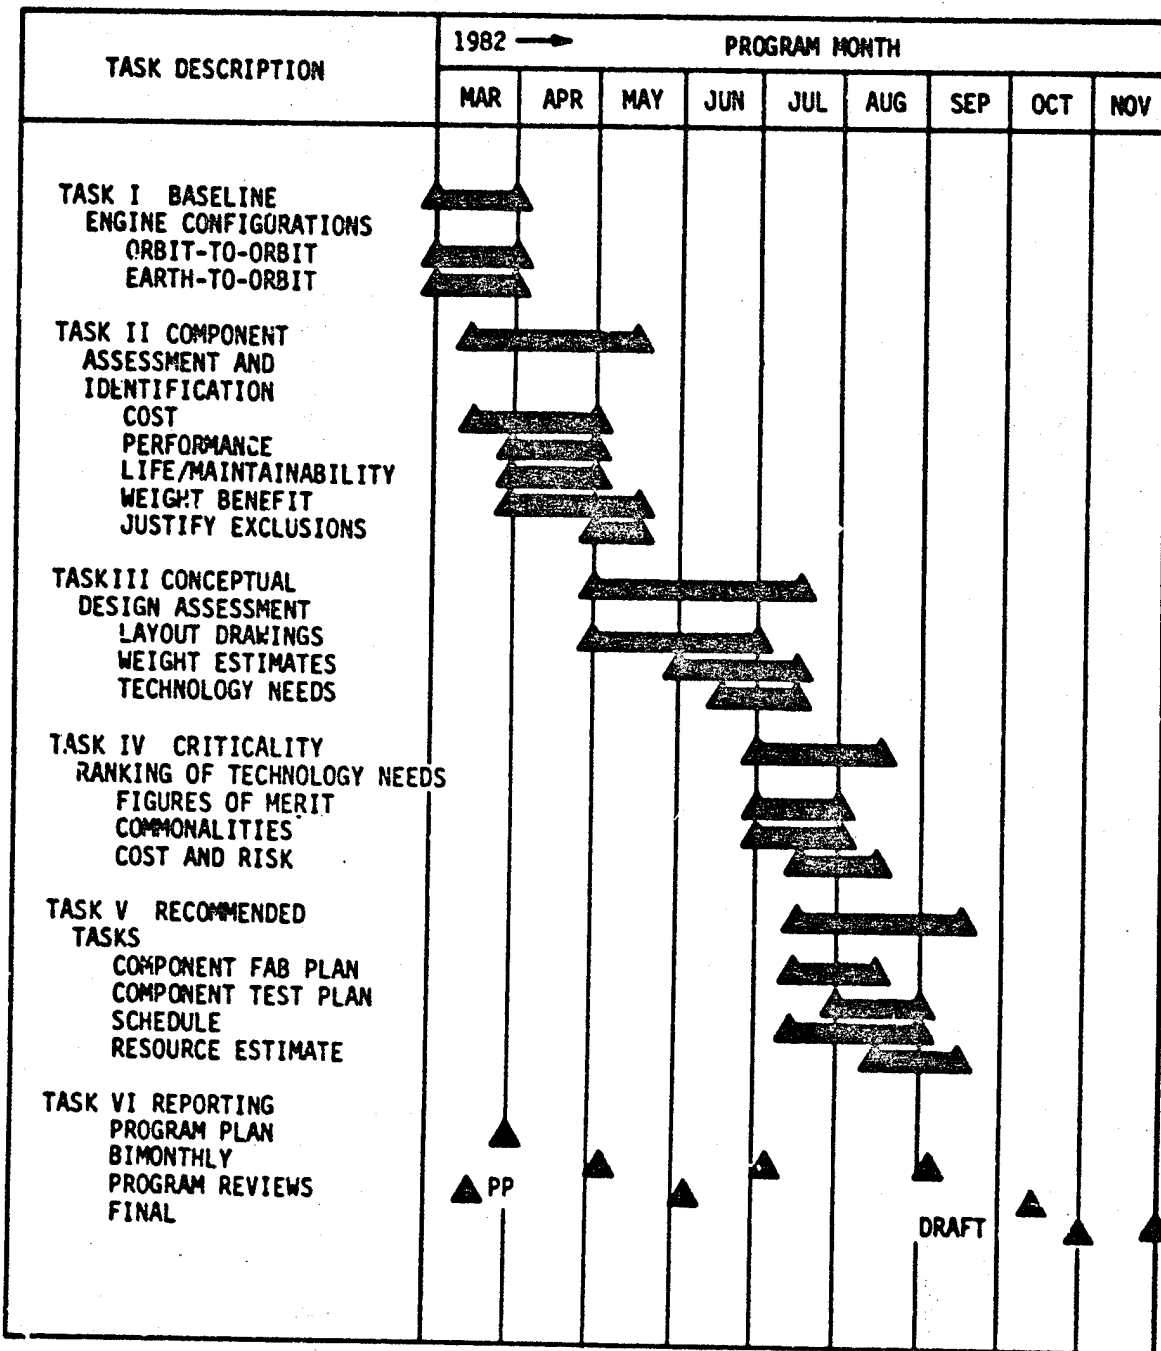 TASK DESCRIPTION
1982
PROGRAM MONTH
MAR APR MAY JUN JUL AUG SEP OCT NOV
TASK I BASELINE
ENGINE CONFIGURATIONS
ORBIT-TO-ORBIT
EARTH-TO-ORBIT
TASK II COMPONENT
ASSESSMENT AND
IDENTIFICATION
COST
PERFORMANCE
LIFE/MAINTAINABILITY
WEIGHT BENEFIT
JUSTIFY EXCLUSIONS
TASKIII CONCEPTUAL
DESIGN ASSESSMENT
LAYOUT DRAWINGS
WEIGHT ESTIMATES
TECHNOLOGY NEEDS
TASK IV CRITICALITY
RANKING OF TECHNOLOGY NEEDS
FIGURES OF MERIT
COMMONALITIES
COST AND RISK
TASK V RECOMMENDED
TASKS
COMPONENT FAB PLAN
COMPONENT TEST PLAN
SCHEDULE
RESOURCE ESTIMATE
TASK VI REPORTING
PROGRAM PLAN
BIMONTHLY
PROGRAM REVIEWS PP
FINAL DRAFT